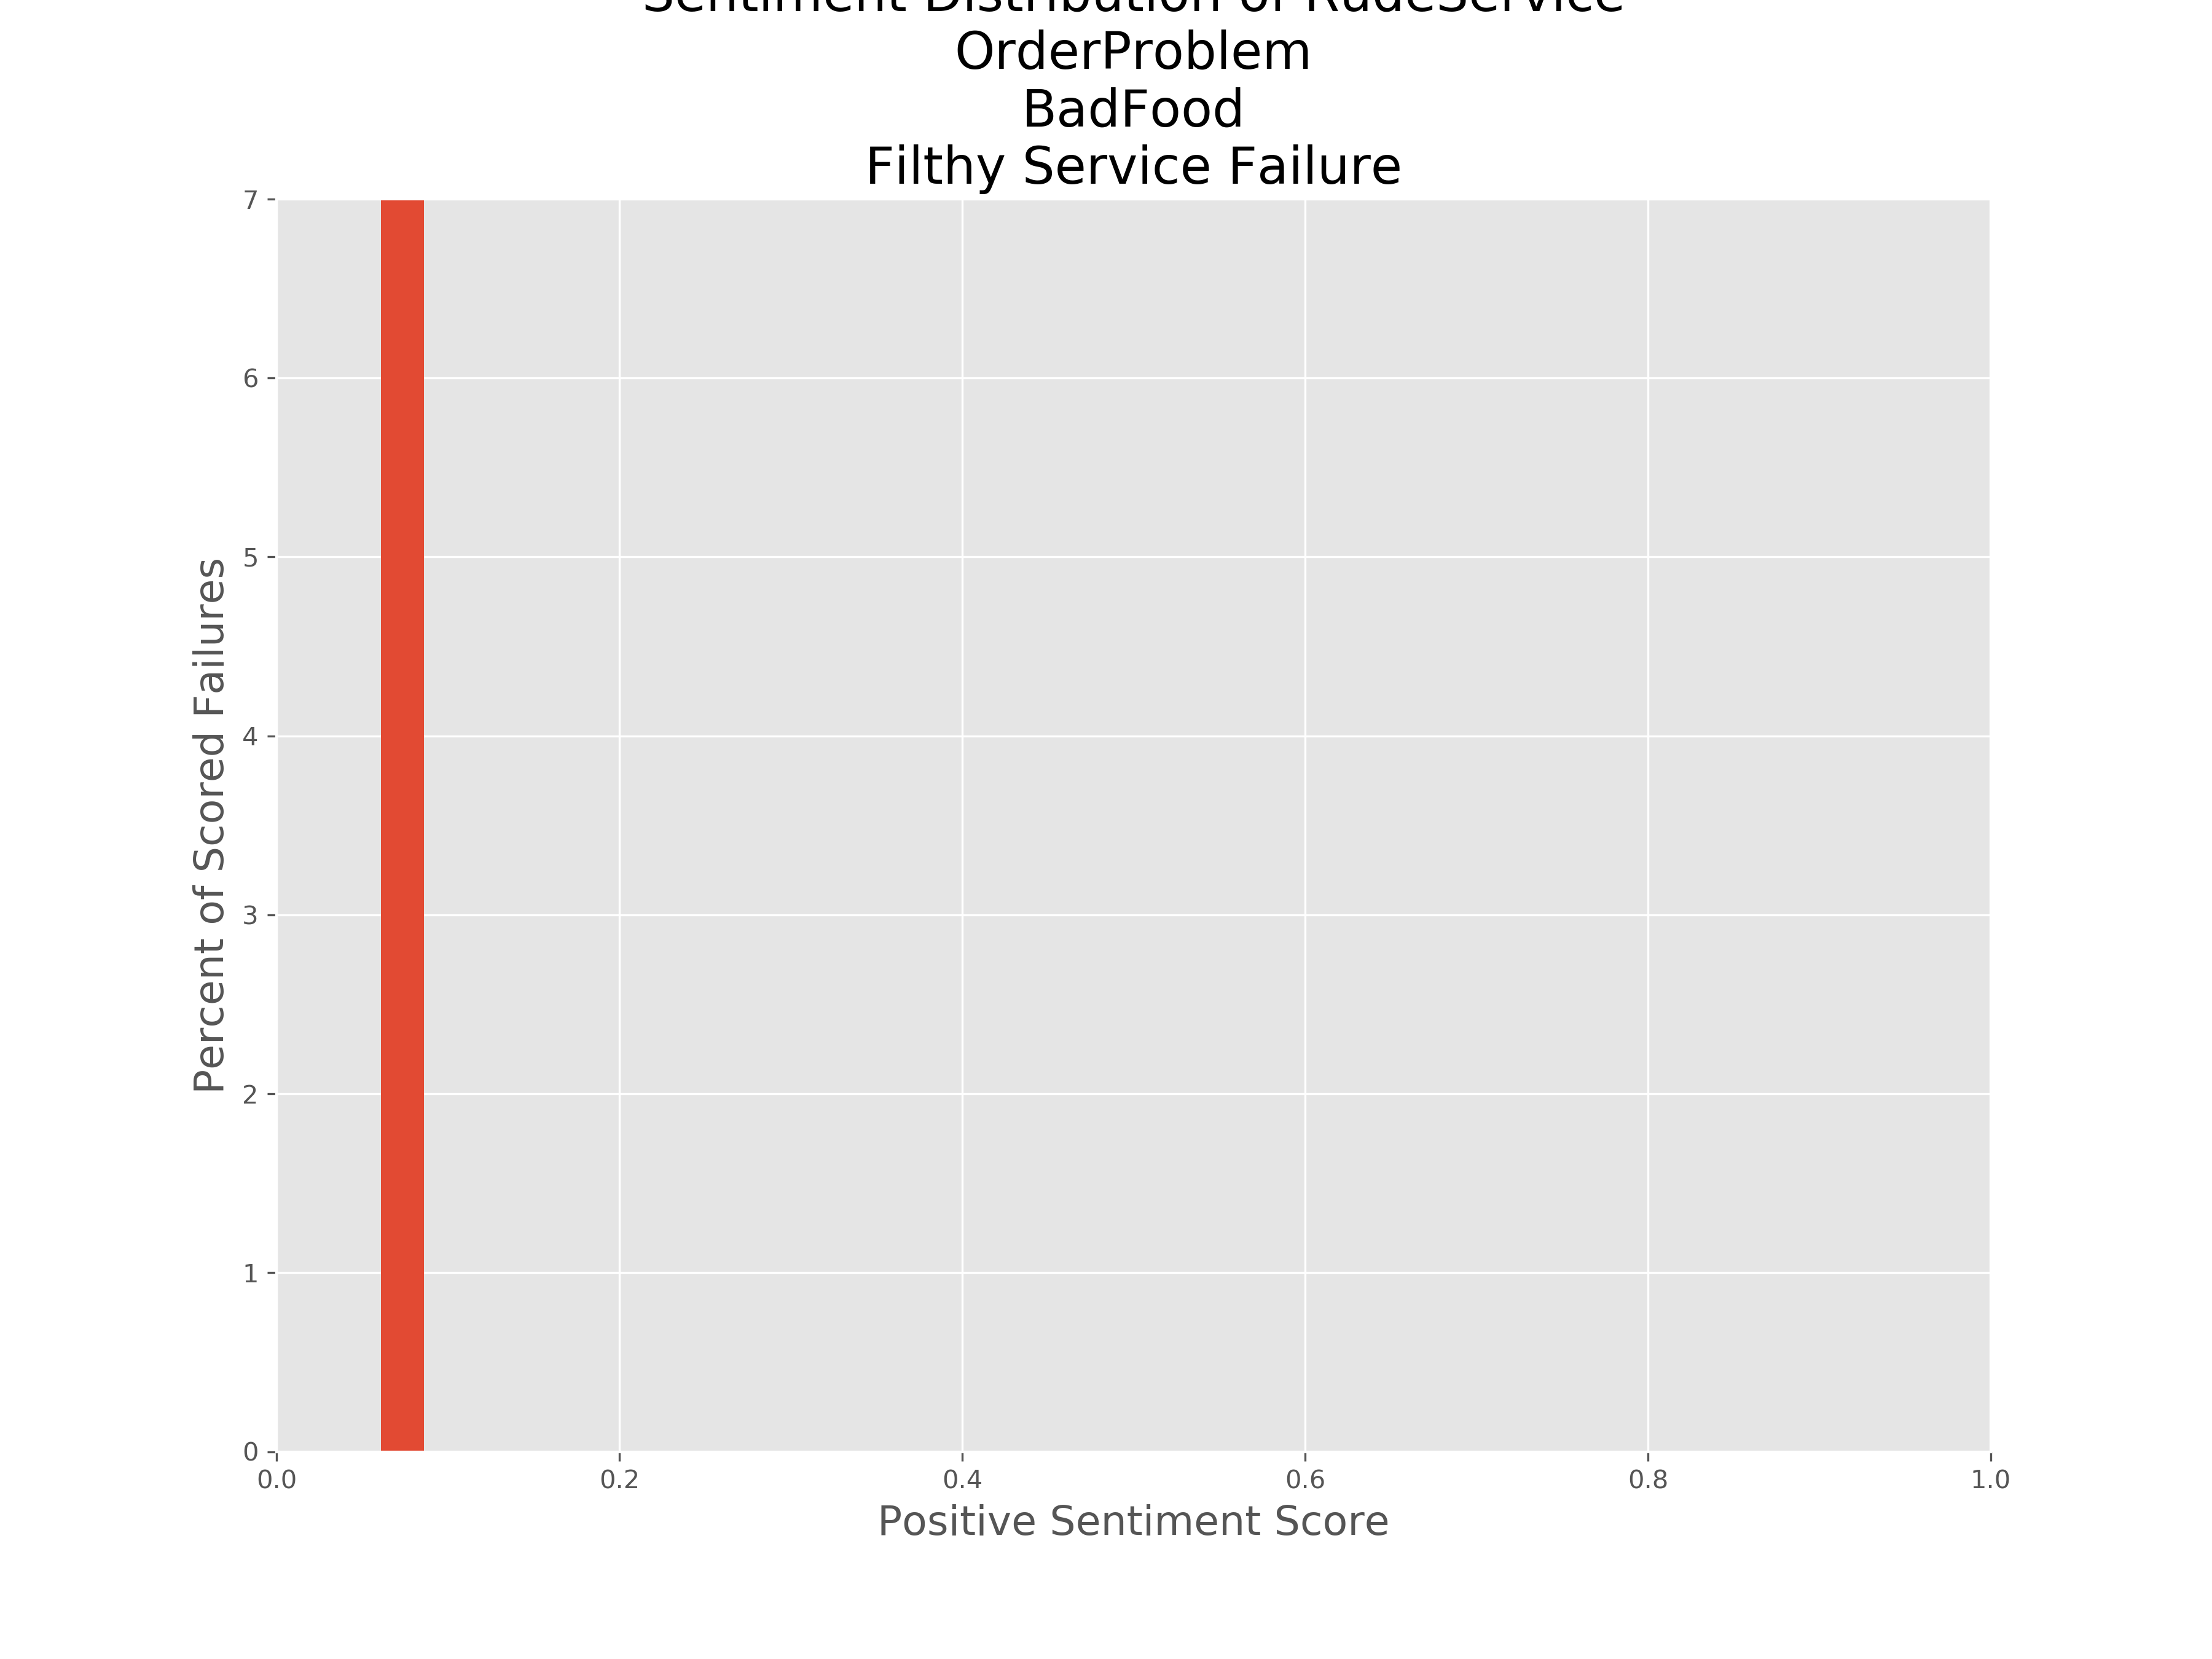 Sentiment Distribution of RudeService
OrderProblem
BadFood
Filthy Service Failure
7
6
5
4
3
2
1
0
Percent of Scored Failures
0.0 0.2 0.4 0.6 0.8 1.0
Positive Sentiment Score